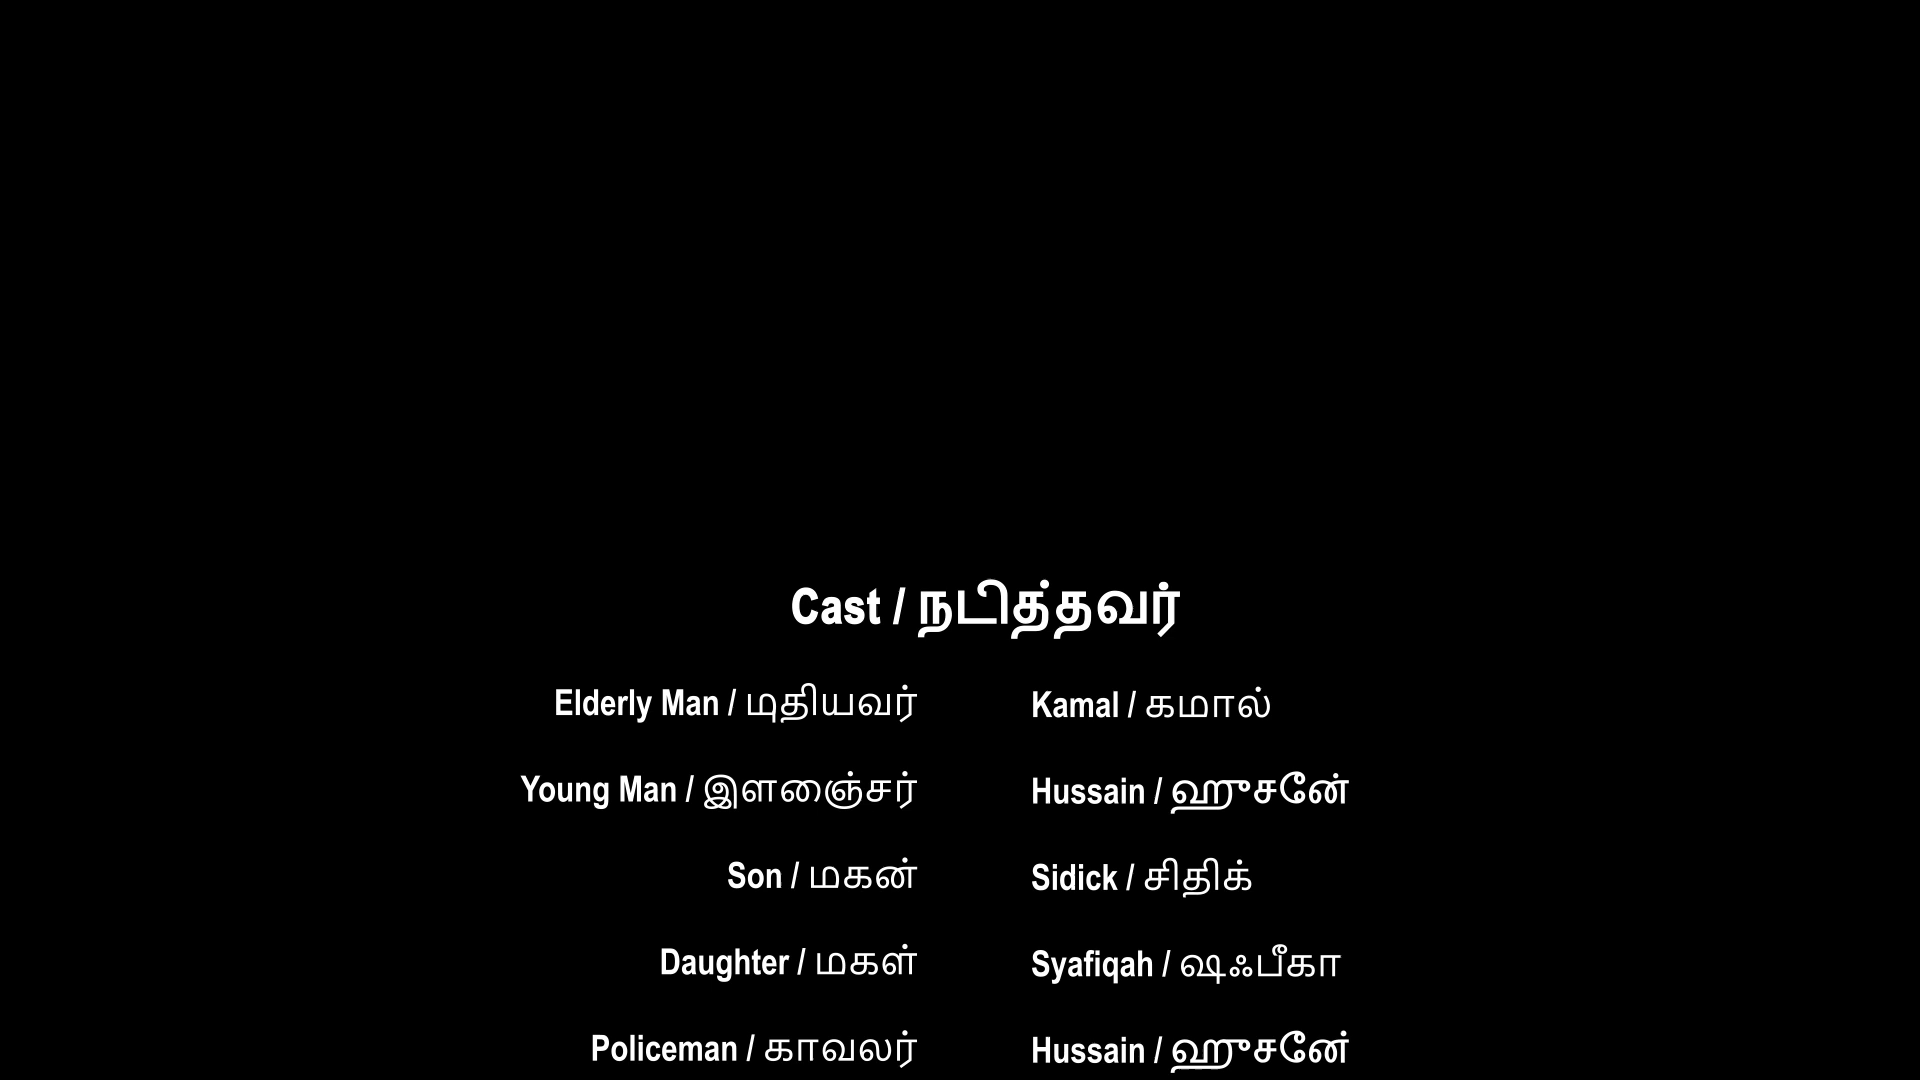 Cast / நடித்தவர்
Elderly Man / முதியவர் Kamal / கமால்
Young Man / இளைஞ்சர் Hussain / ஹுசேன்
Son / மகன் Sidick / சிதிக்
Daughter / மகள் Syafiqah / ஷஃபீகா
Policeman / காவலர் Hussain / ஹுசேன்